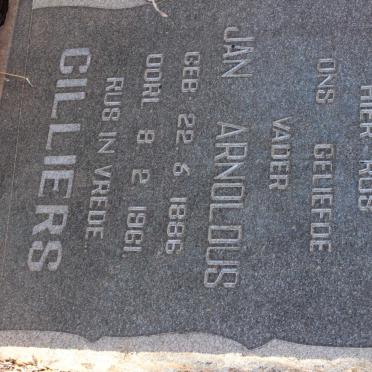 HIER RUS
ONS GELIEFDE
VADER
JAN ARNOLDUS
GEB. 22 6 1886
OORL. 8 2 1961.
RUS IN VREDE
CILLIERS